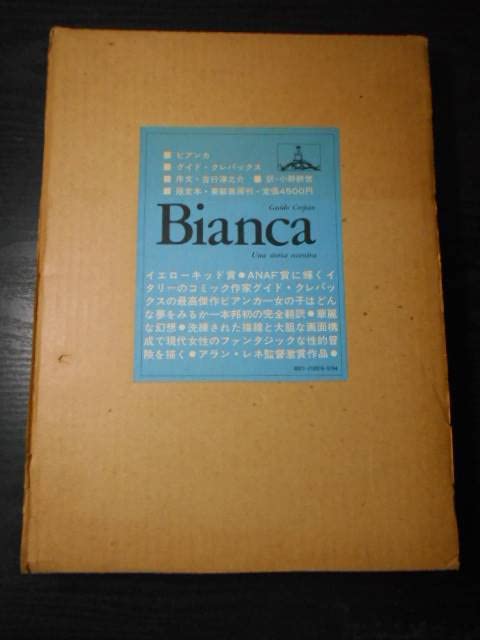 ■ ビアンカ
■ グイド・クレパックス
■ 序文・吉行淳之介 ■ 訳・小野耕世
■ 限定本・東都書房刊・定価4500円
Guido Crepax
Bianca
Una storia eccessiva
イエローキッド賞●ANAF賞に輝くイ
タリーのコミック作家グイド・クレパッ
クスの最高傑作ビアンカ―女の子はどん
な夢をみるか―本邦初の完全翻訳●華麗
な幻想●洗練された描線と大胆な画面構
成で現代女性のファンタジックな性的冒
険を描く●アラン・レネ監督激賞作品●